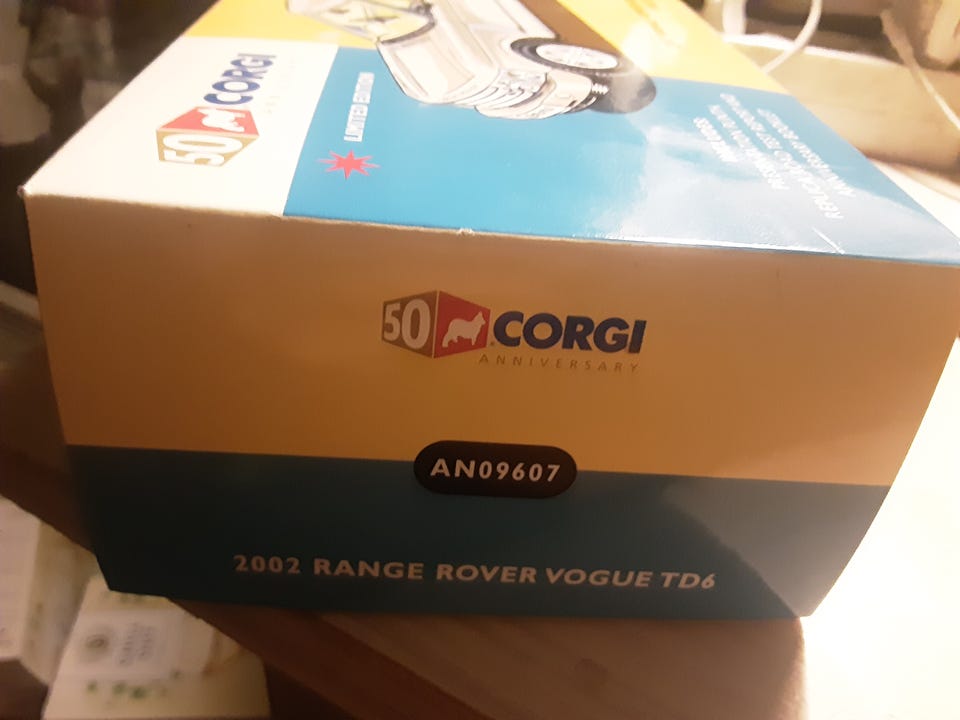 50 CORGI
LIMITED EDITION
50 CORGI
ANNIVERSARY
AN09607
2002 RANGE ROVER VOGUE TD6